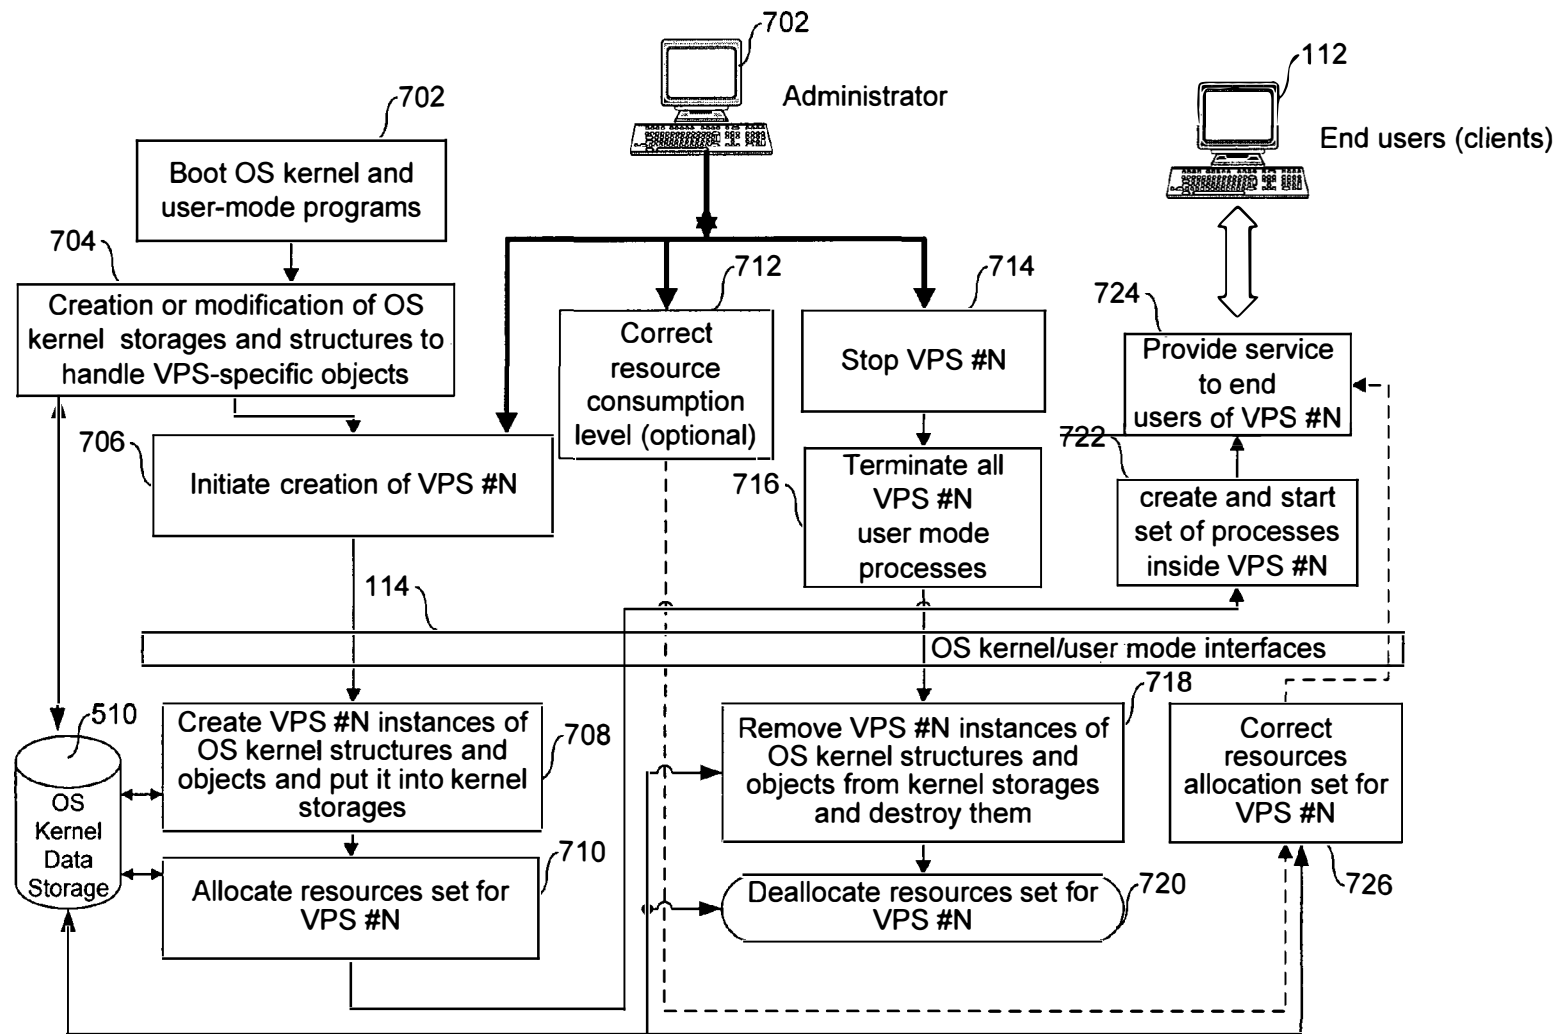 702
Administrator
112
End users (clients)
702
Boot OS kernel and
user-mode programs
704
Creation or modification of OS
kernel storages and structures to
handle VPS-specific objects
706
Initiate creation of VPS #N
712
Correct
resource
consumption
level (optional)
714
Stop VPS #N
716
Terminate all
VPS #N
user mode
processes
724
Provide service
to end
users of VPS #N
722
create and start
set of processes
inside VPS #N
114
OS kernel/user mode interfaces
510
OS
Kernel
Data
Storage
Create VPS #N instances of
OS kernel structures and
objects and put it into kernel
storages
708
Allocate resources set for
VPS #N
710
718
Remove VPS #N instances of
OS kernel structures and
objects from kernel storages
and destroy them
Deallocate resources set for
VPS #N
720
Correct
resources
allocation set for
VPS #N
726